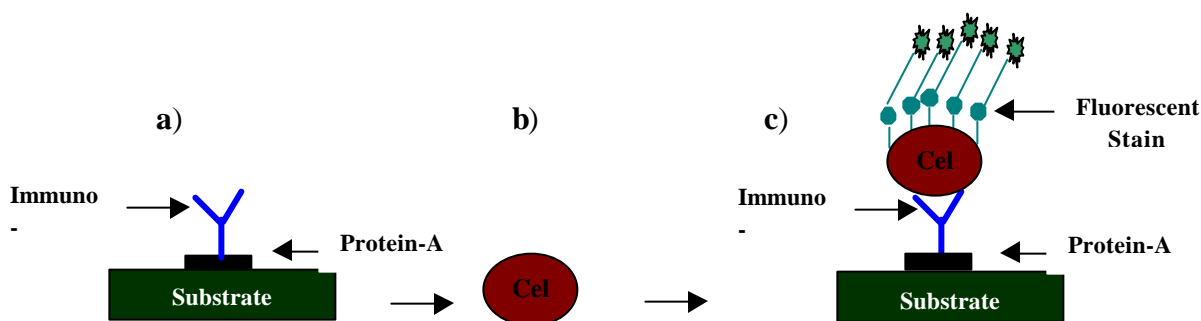 a)
Immuno
-
Protein-A
Substrate
b)
Cel
c)
Fluorescent
Stain
Cel
Immuno
-
Protein-A
Substrate